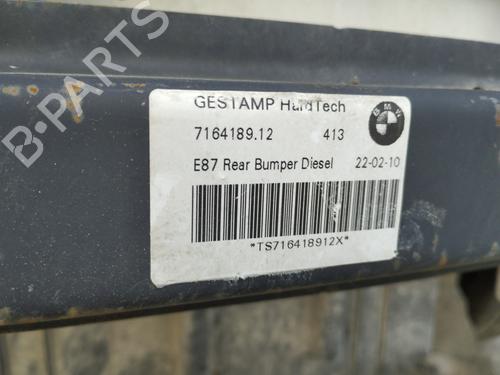 GESTAMP HardTech
7164189.12 413
BMW
E87 Rear Bumper Diesel 22-02-10
*TS716418912X*
B-PARTS